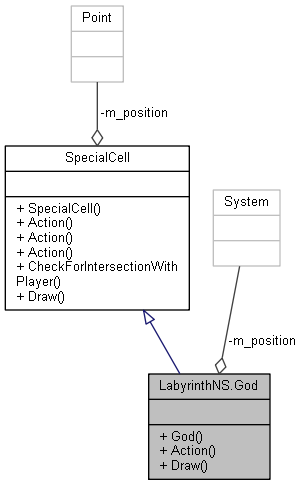 Point
-m_position
SpecialCell
+ SpecialCell()
+ Action()
+ Action()
+ Action()
+ CheckForIntersectionWith
Player()
+ Draw()
System
-m_position
LabyrinthNS.God
+ God()
+ Action()
+ Draw()